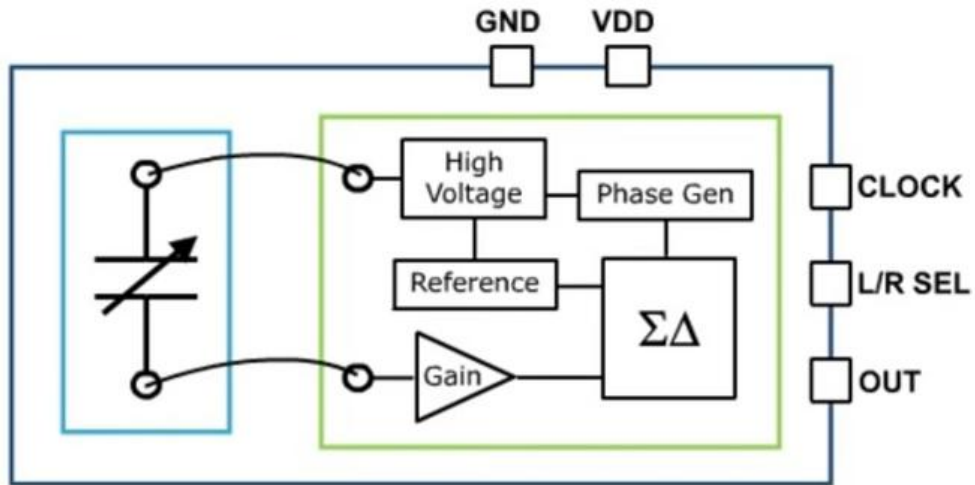 GND
VDD
High
Voltage
Phase Gen
CLOCK
Reference
L/R SEL
ΣΔ
Gain
OUT